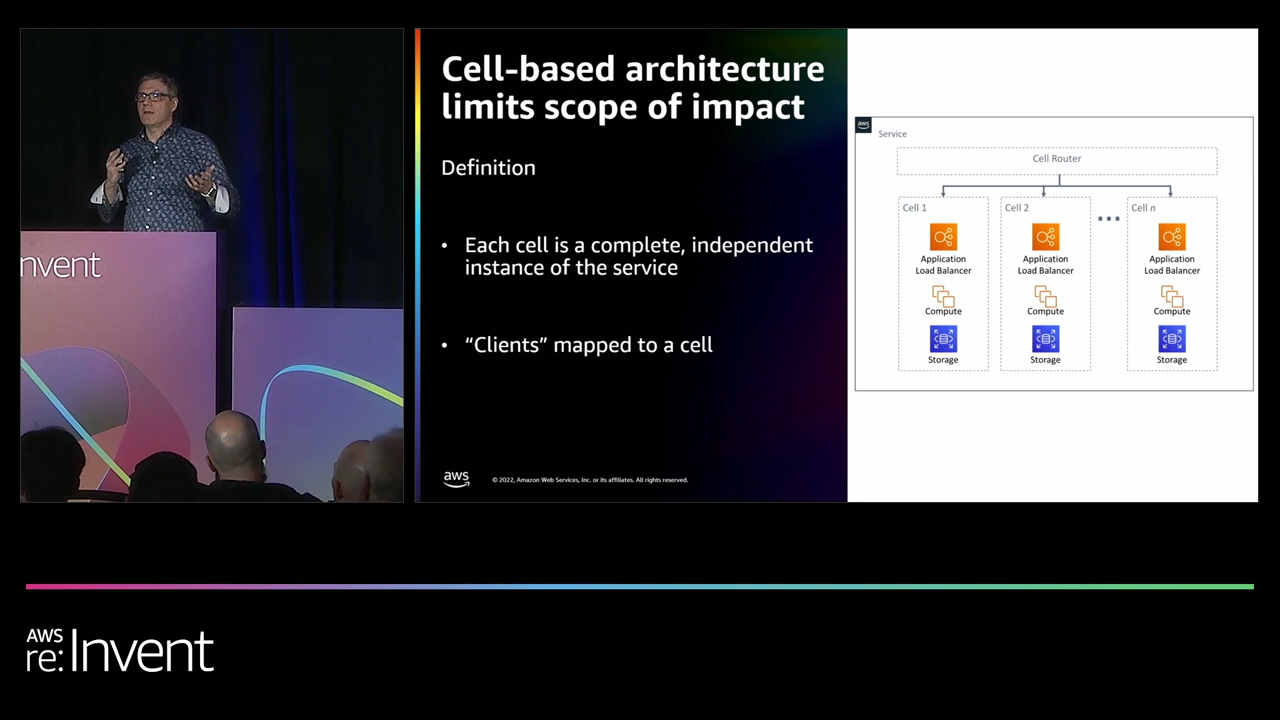 nvent
Cell-based architecture
limits scope of impact
Definition
• Each cell is a complete, independent
instance of the service
• “Clients” mapped to a cell
aws
© 2022, Amazon Web Services, Inc. or its affiliates. All rights reserved.
aws
Service
Cell Router
Cell 1
Application
Load Balancer
Compute
Storage
Cell 2
Application
Load Balancer
Compute
Storage
•••
Cell n
Application
Load Balancer
Compute
Storage
AWS
re:Invent